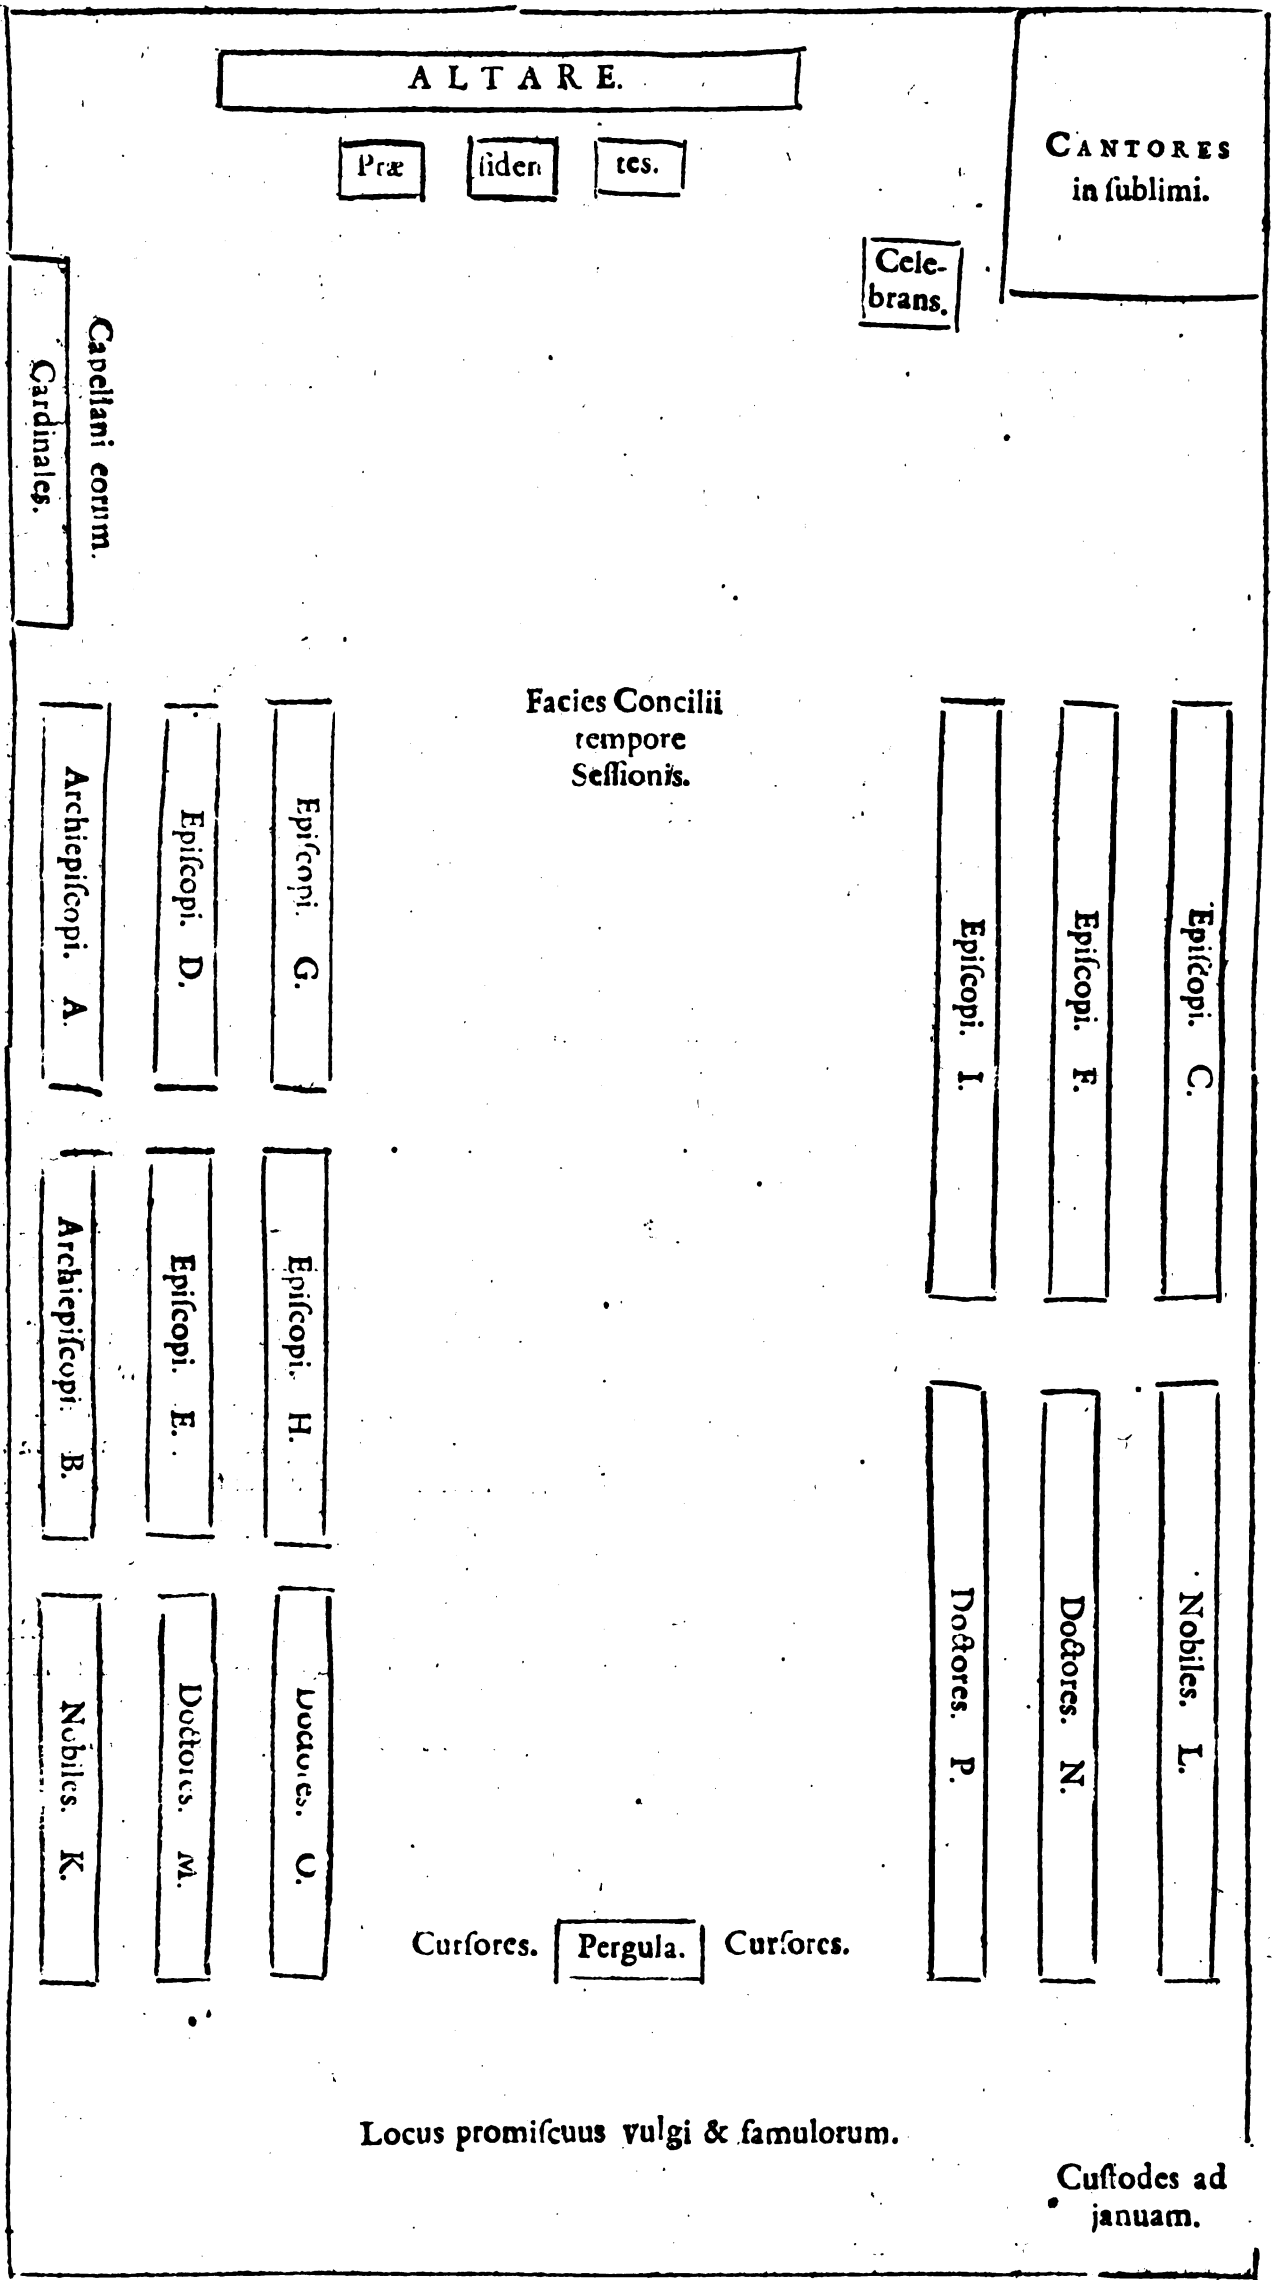 ALTARE.
Præ ſiden tes.
CANTORES
in ſublimi.
Cele-
brans.
Capellani eorum.
Cardinales.
Facies Concilii
tempore
Seſſionis.
Archiepiſcopi. A.
Epiſcopi. D.
Epiſcopi. G.
Epiſcopi. I.
Epiſcopi. F.
Epiſcopi. C.
Archiepiſcopi. B.
Epiſcopi. E.
Epiſcopi. H.
Nobiles. K.
Doctores. M.
Doctores. O.
Doctores. P.
Doctores. N.
Nobiles. L.
Curſores. Pergula. Curſores.
Locus promiſcuus vulgi & famulorum.
Cuſtodes ad
januam.